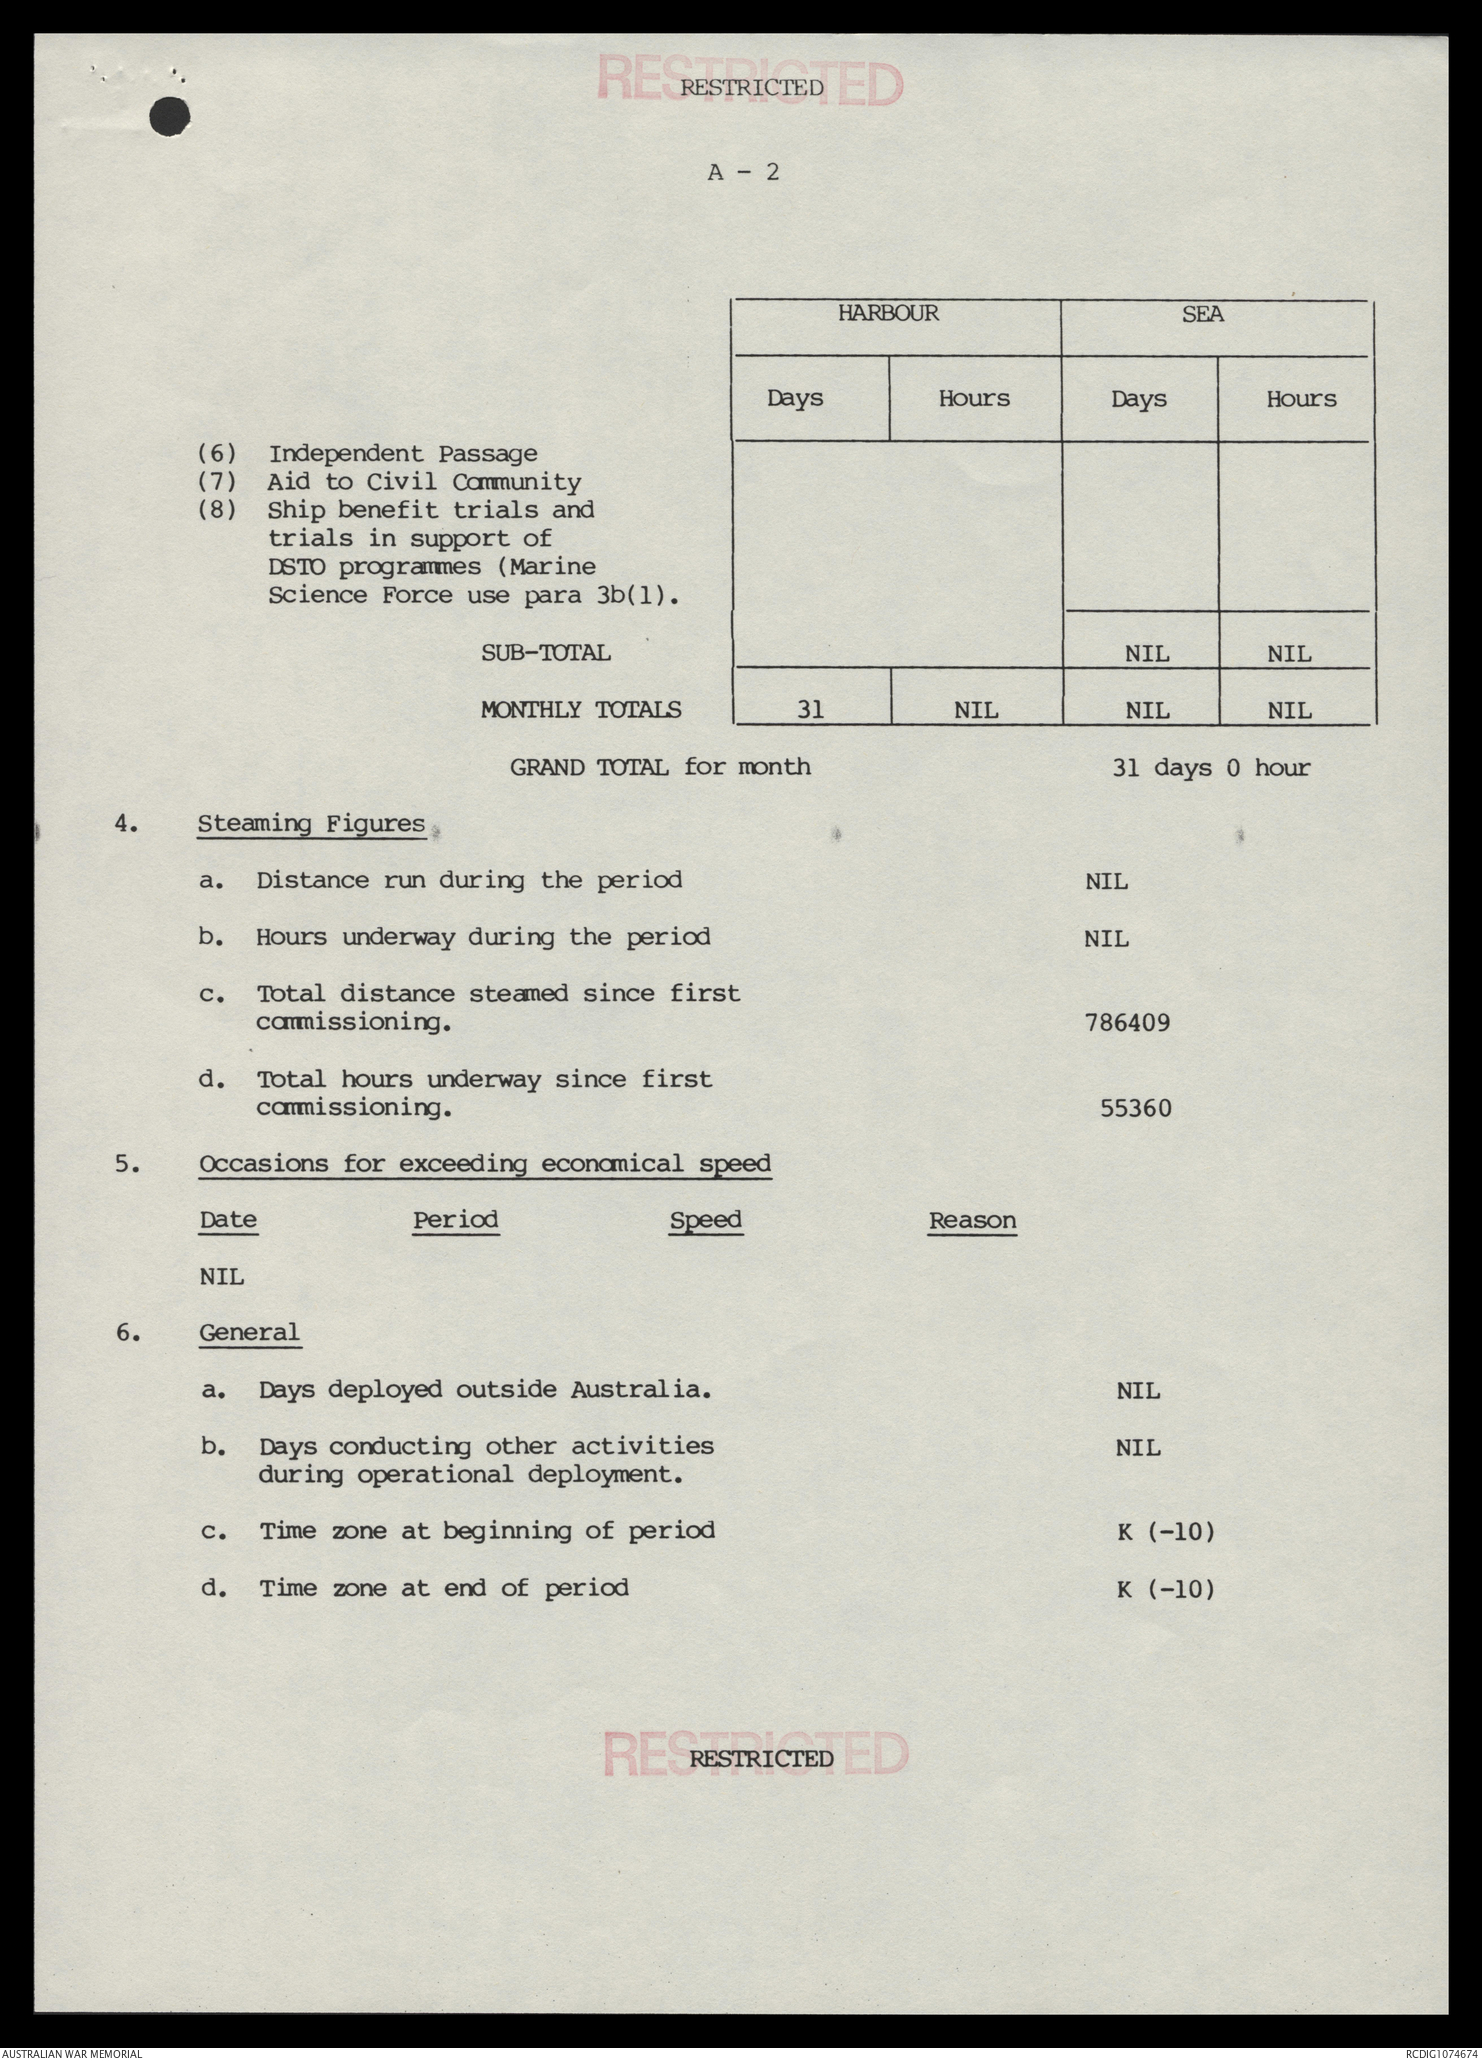 RESTRICTED
RESTRICTED
A - 2
HARBOUR SEA
Days Hours Days Hours
(6) Independent Passage
(7) Aid to Civil Community
(8) Ship benefit trials and
trials in support of
DSTO programmes (Marine
Science Force use para 3b(1).
SUB-TOTAL NIL NIL
MONTHLY TOTALS 31 NIL NIL NIL
GRAND TOTAL for month 31 days 0 hour
4. Steaming Figures
a. Distance run during the period NIL
b. Hours underway during the period NIL
c. Total distance steamed since first
commissioning. 786409
d. Total hours underway since first
commissioning. 55360
5. Occasions for exceeding economical speed
Date Period Speed Reason
NIL
6. General
a. Days deployed outside Australia. NIL
b. Days conducting other activities NIL
during operational deployment.
c. Time zone at beginning of period K (-10)
d. Time zone at end of period K (-10)
RESTRICTED
RESTRICTED
AUSTRALIAN WAR MEMORIAL RCDIG1074674